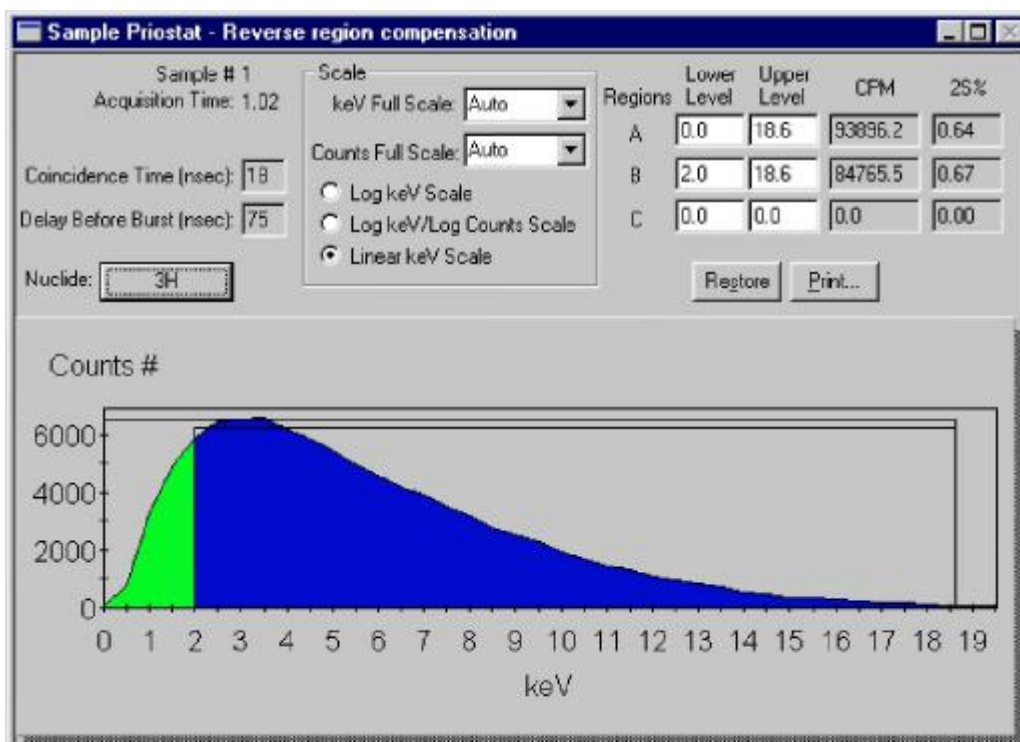 Sample Priostat - Reverse region compensation
Sample # 1
Acquisition Time: 1.02
Coincidence Time (nsec): 18
Delay Before Burst (nsec): 75
Nuclide: 3H
Scale
keV Full Scale: Auto
Counts Full Scale: Auto
Log keV Scale
Log keV/Log Counts Scale
Linear keV Scale
Regions Lower Level Upper Level CPM 2S%
A 0.0 18.6 93896.2 0.64
B 2.0 18.6 84765.5 0.67
C 0.0 0.0 0.0 0.00
Restore Print...
Counts #
6000
4000
2000
0
0 1 2 3 4 5 6 7 8 9 10 11 12 13 14 15 16 17 18 19
keV